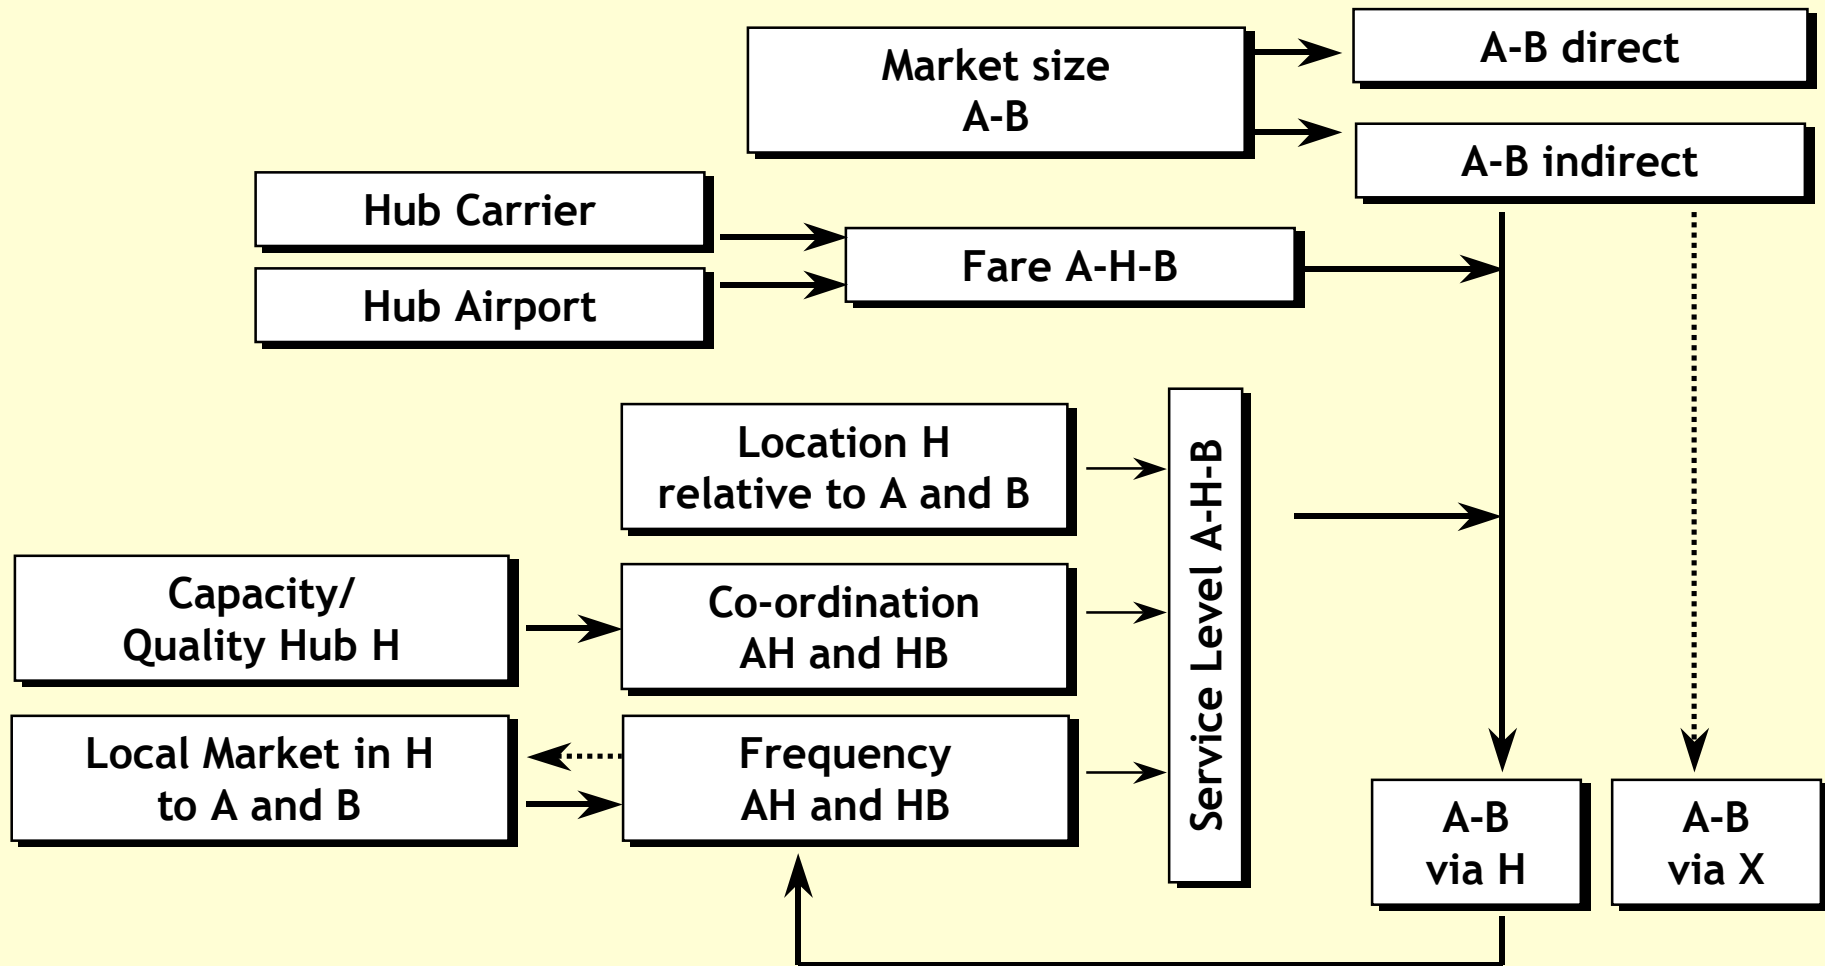 Market size
A-B
A-B direct
A-B indirect
Hub Carrier
Hub Airport
Fare A-H-B
Location H
relative to A and B
Capacity/
Quality Hub H
Co-ordination
AH and HB
Local Market in H
to A and B
Frequency
AH and HB
Service Level A-H-B
A-B
via H
A-B
via X